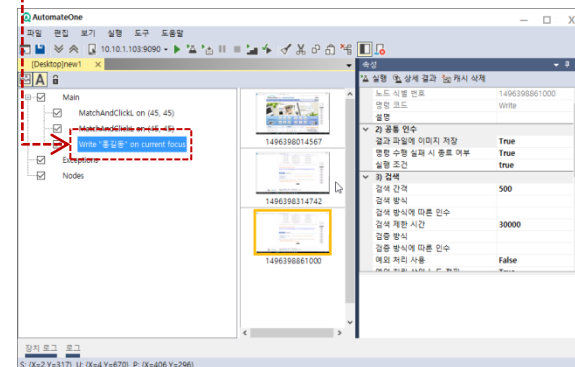 AutomateOne
파일 편집 보기 실행 도구 도움말
10.10.1.103:9090
[Desktop]new1
속성
실행 상세 결과 캐시 삭제
Main
MatchAndClickL on (45, 45)
MatchAndClickL on (45, 45)
Write "홍길동" on current focus
Exceptions
Nodes
1496398014567
1496398314742
1496398861000
노드 식별 번호 1496398861000
명령 코드 Write
설명
2) 공통 인수
결과 파일에 이미지 저장 True
명령 수행 실패 시 종료 여부 True
실행 조건 true
3) 검색
검색 간격 500
검색 방식
검색 방식에 따른 인수
검색 제한 시간 30000
검증 방식
검증 방식에 따른 인수
예외 처리 사용 False
장치 로그 로그
S: {X=2,Y=317} U: {X=4,Y=670} P: {X=406,Y=296}